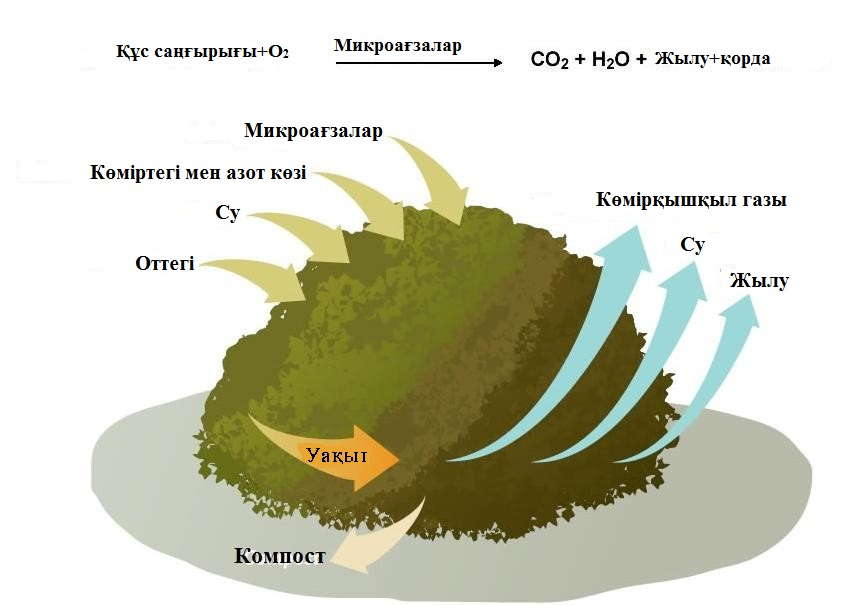 Құс саңғырығы+O₂ Микроағзалар CO₂ + H₂O + Жылу+қорда
Микроағзалар
Көміртегі мен азот көзі
Су
Оттегі
Көмірқышқыл газы
Су
Жылу
Уақыт
Компост